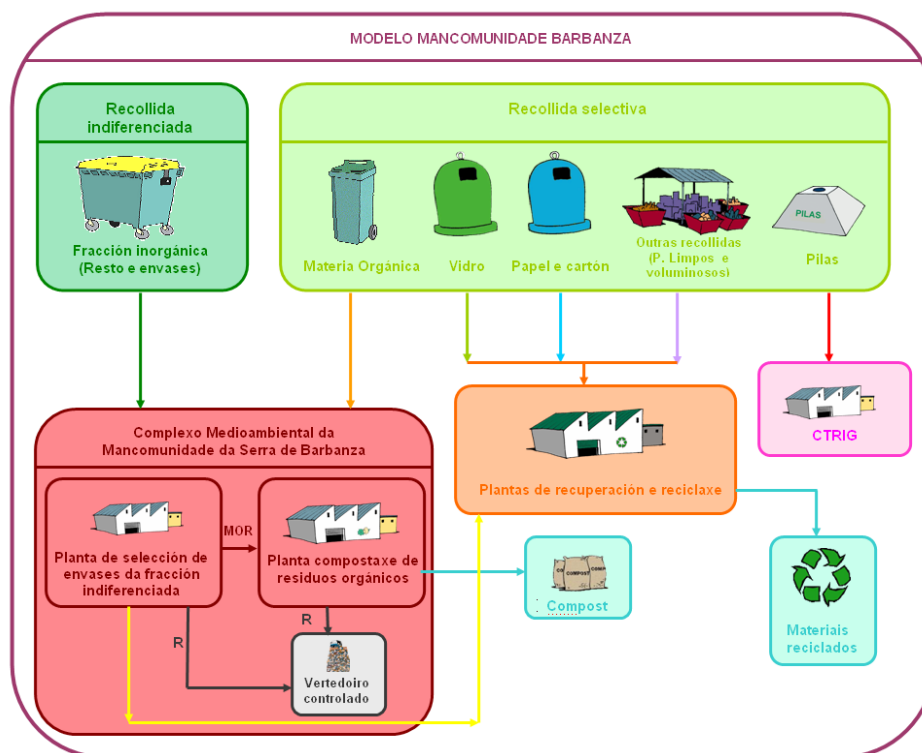 MODELO MANCOMUNIDADE BARBANZA
Recollida
indiferenciada
Fracción inorgánica
(Resto e envases)
Recollida selectiva
Materia Orgánica
Vidro
Papel e cartón
Outras recollidas
(P. Limpos e
voluminosos)
PILAS
Pilas
Complexo Medioambiental da
Mancomunidade da Serra de Barbanza
Planta de selección de
envases da fracción
indiferenciada
MOR
Planta compostaxe de
residuos orgánicos
R
R
Vertedoiro
controlado
Plantas de recuperación e reciclaxe
CTRIG
COMPOST
Compost
Materiais
reciclados